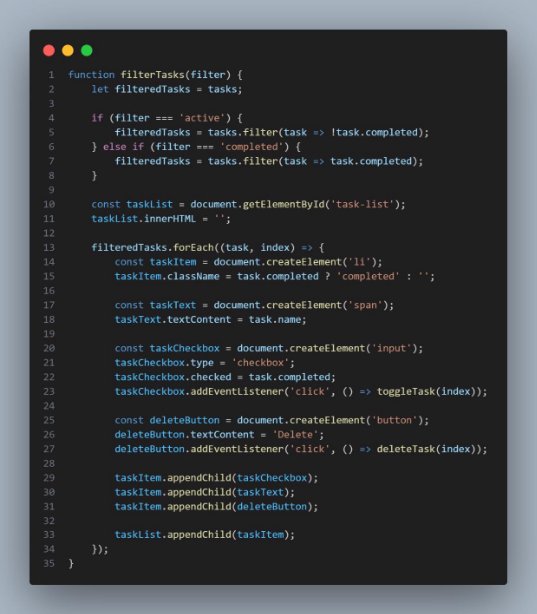 1 function filterTasks(filter) {
2     let filteredTasks = tasks;
3
4     if (filter === 'active') {
5         filteredTasks = tasks.filter(task => !task.completed);
6     } else if (filter === 'completed') {
7         filteredTasks = tasks.filter(task => task.completed);
8     }
9
10     const taskList = document.getElementById('task-list');
11     taskList.innerHTML = '';
12
13     filteredTasks.forEach((task, index) => {
14         const taskItem = document.createElement('li');
15         taskItem.className = task.completed ? 'completed' : '';
16
17         const taskText = document.createElement('span');
18         taskText.textContent = task.name;
19
20         const taskCheckbox = document.createElement('input');
21         taskCheckbox.type = 'checkbox';
22         taskCheckbox.checked = task.completed;
23         taskCheckbox.addEventListener('click', () => toggleTask(index));
24
25         const deleteButton = document.createElement('button');
26         deleteButton.textContent = 'Delete';
27         deleteButton.addEventListener('click', () => deleteTask(index));
28
29         taskItem.appendChild(taskCheckbox);
30         taskItem.appendChild(taskText);
31         taskItem.appendChild(deleteButton);
32
33         taskList.appendChild(taskItem);
34     });
35 }